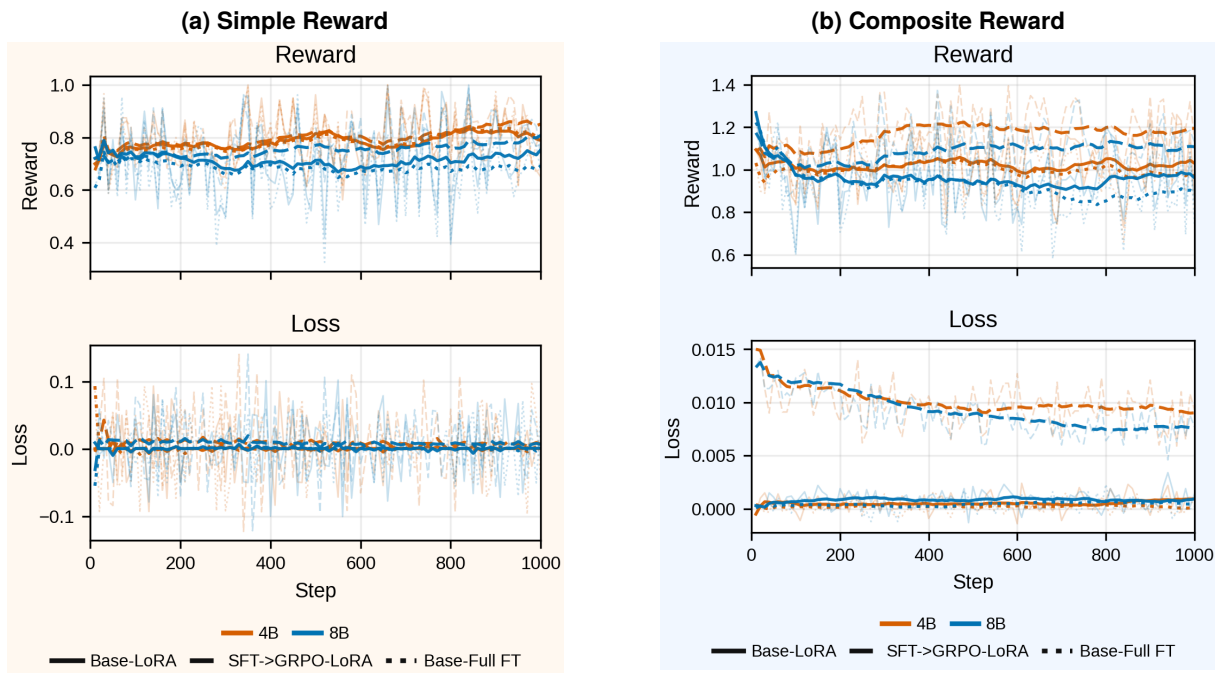 (a) Simple Reward
Reward
Reward
1.0
0.8
0.6
0.4
Loss
Loss
0.1
0.0
−0.1
0 200 400 600 800 1000
Step
4B 8B
Base-LoRA SFT->GRPO-LoRA Base-Full FT
(b) Composite Reward
Reward
Reward
1.4
1.2
1.0
0.8
0.6
Loss
Loss
0.015
0.010
0.005
0.000
0 200 400 600 800 1000
Step
4B 8B
Base-LoRA SFT->GRPO-LoRA Base-Full FT